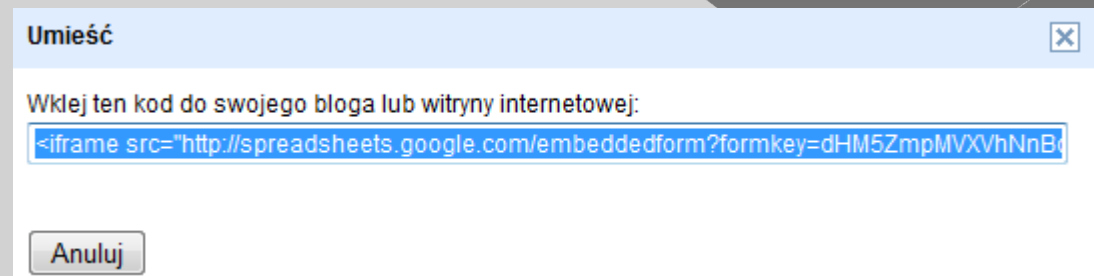 Umieść
Wklej ten kod do swojego bloga lub witryny internetowej:
<iframe src="http://spreadsheets.google.com/embeddedform?formkey=dHM5ZmpMVXVhNnBc
Anuluj